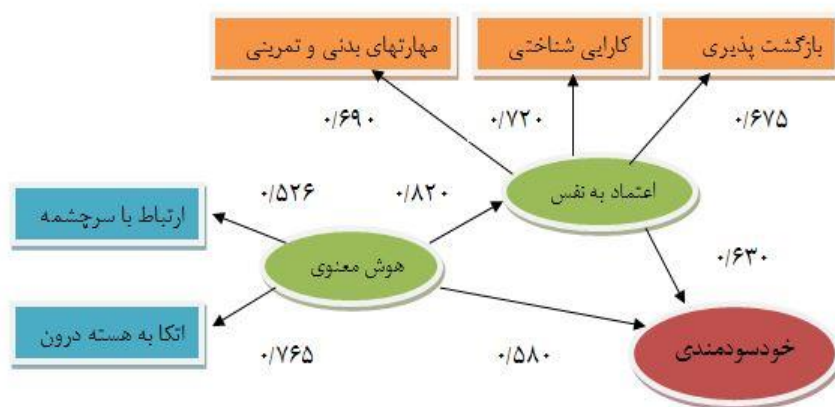 مهارتهای بدنی و تمرینی
کارایی شناختی
بازگشت پذیری
۰/۶۹۰
۰/۷۲۰
۰/۶۷۵
اعتماد به نفس
ارتباط با سرچشمه
۰/۵۲۶
۰/۸۲۰
هوش معنوی
۰/۶۳۰
اتکا به هسته درون
۰/۷۶۵
۰/۵۸۰
خودسودمندی